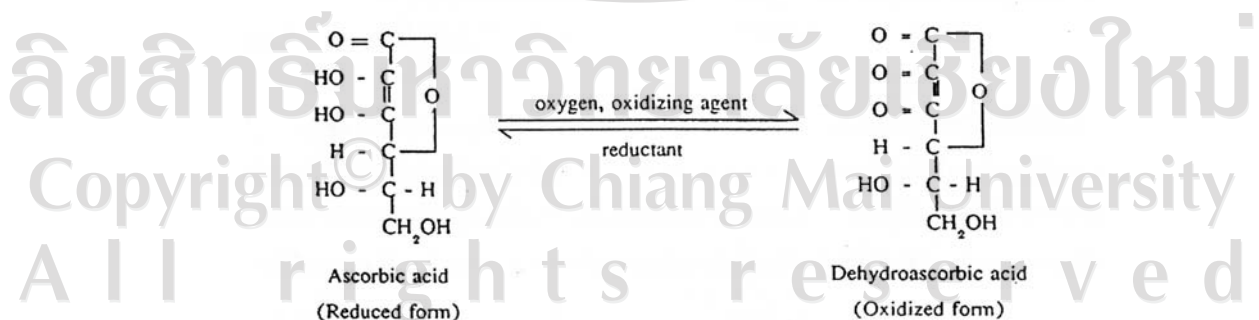 O = C O = C
HO - C O = C
O O
HO - C oxygen, oxidizing agent O = C
H - C reductant H - C
HO - C - H HO - C - H
CH2OH CH2OH
Ascorbic acid Dehydroascorbic acid
(Reduced form) (Oxidized form)
ลิขสิทธิ์มหาวิทยาลัยเชียงใหม่
Copyright© by Chiang Mai University
All rights reserved